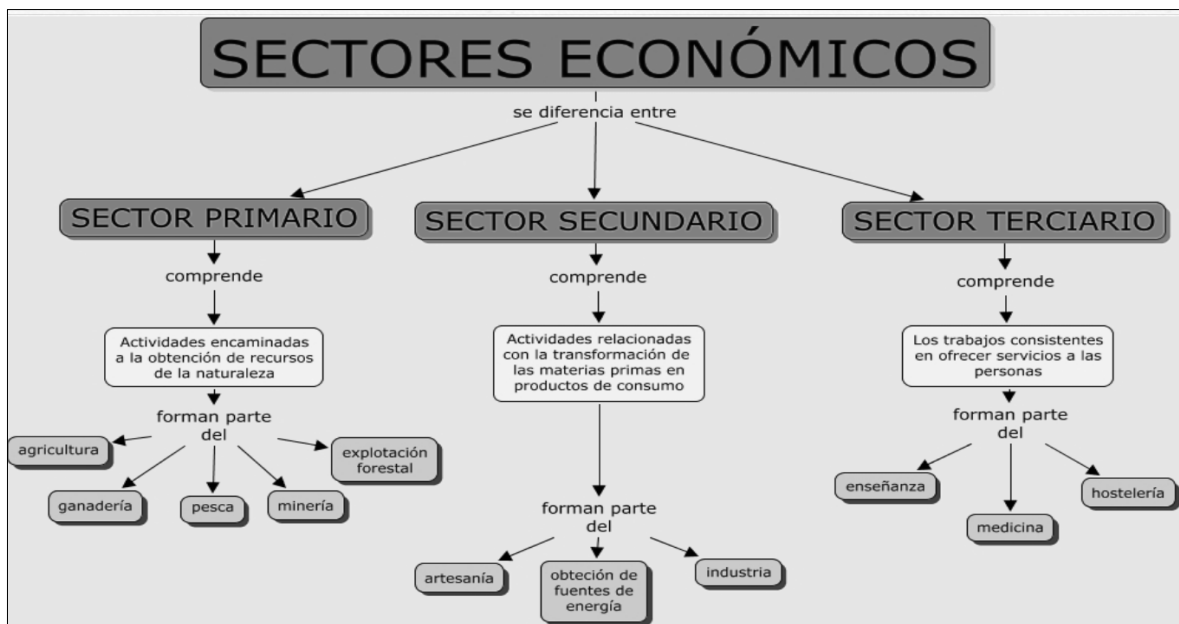 SECTORES ECONÓMICOS
se diferencia entre
SECTOR PRIMARIO
comprende
Actividades encaminadas
a la obtención de recursos
de la naturaleza
forman parte
del
agricultura
ganadería
pesca
minería
explotación
forestal
SECTOR SECUNDARIO
comprende
Actividades relacionadas
con la transformación de
las materias primas en
productos de consumo
forman parte
del
artesanía
obteción de
fuentes de
energía
industria
SECTOR TERCIARIO
comprende
Los trabajos consistentes
en ofrecer servicios a las
personas
forman parte
del
enseñanza
medicina
hostelería